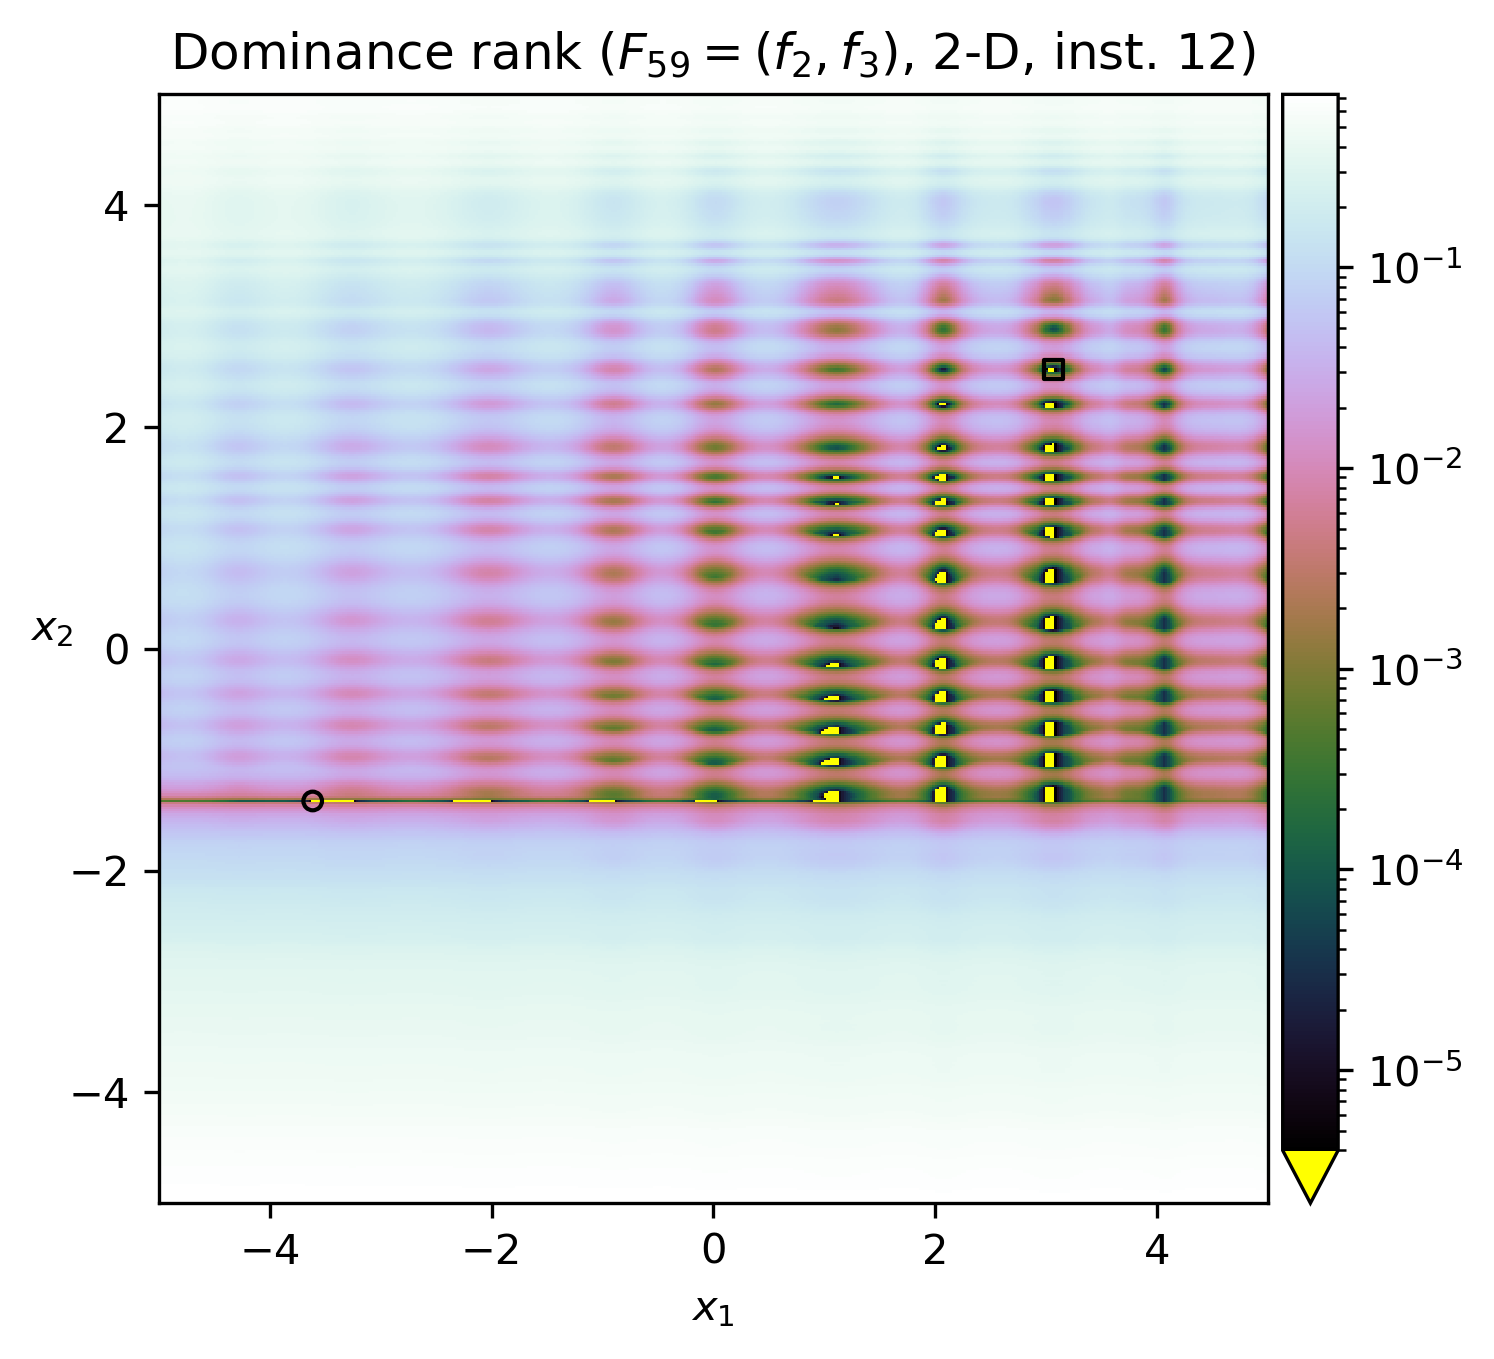 Dominance rank (F₅₉ = (f₂, f₃), 2-D, inst. 12)
4
2
0
−2
−4
x₂
−4 −2 0 2 4
x₁
10⁻¹
10⁻²
10⁻³
10⁻⁴
10⁻⁵